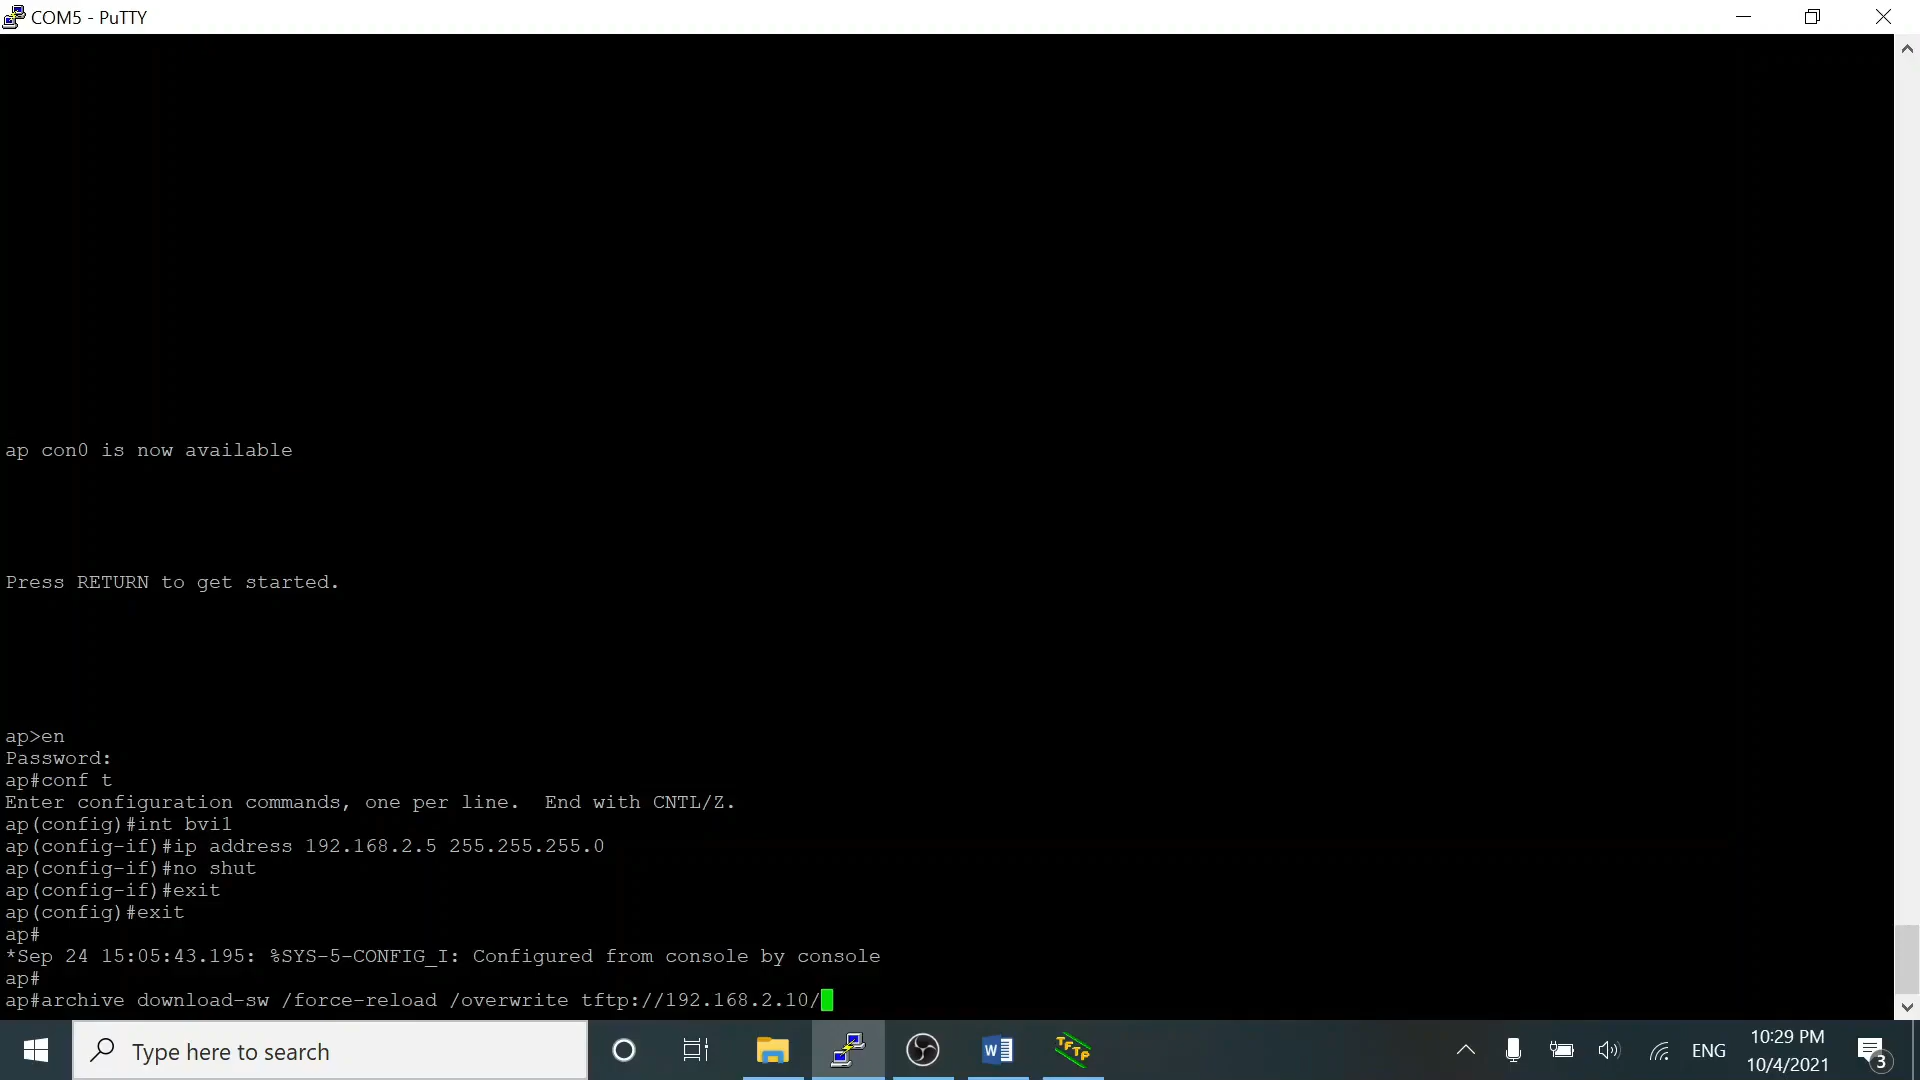 COM5 - PuTTY
ap con0 is now available
Press RETURN to get started.
ap>en
Password:
ap#conf t
Enter configuration commands, one per line.  End with CNTL/Z.
ap(config)#int bvi1
ap(config-if)#ip address 192.168.2.5 255.255.255.0
ap(config-if)#no shut
ap(config-if)#exit
ap(config)#exit
ap#
*Sep 24 15:05:43.195: %SYS-5-CONFIG_I: Configured from console by console
ap#
ap#archive download-sw /force-reload /overwrite tftp://192.168.2.10/
Type here to search
W
TFTP
ENG
10:29 PM
10/4/2021
3